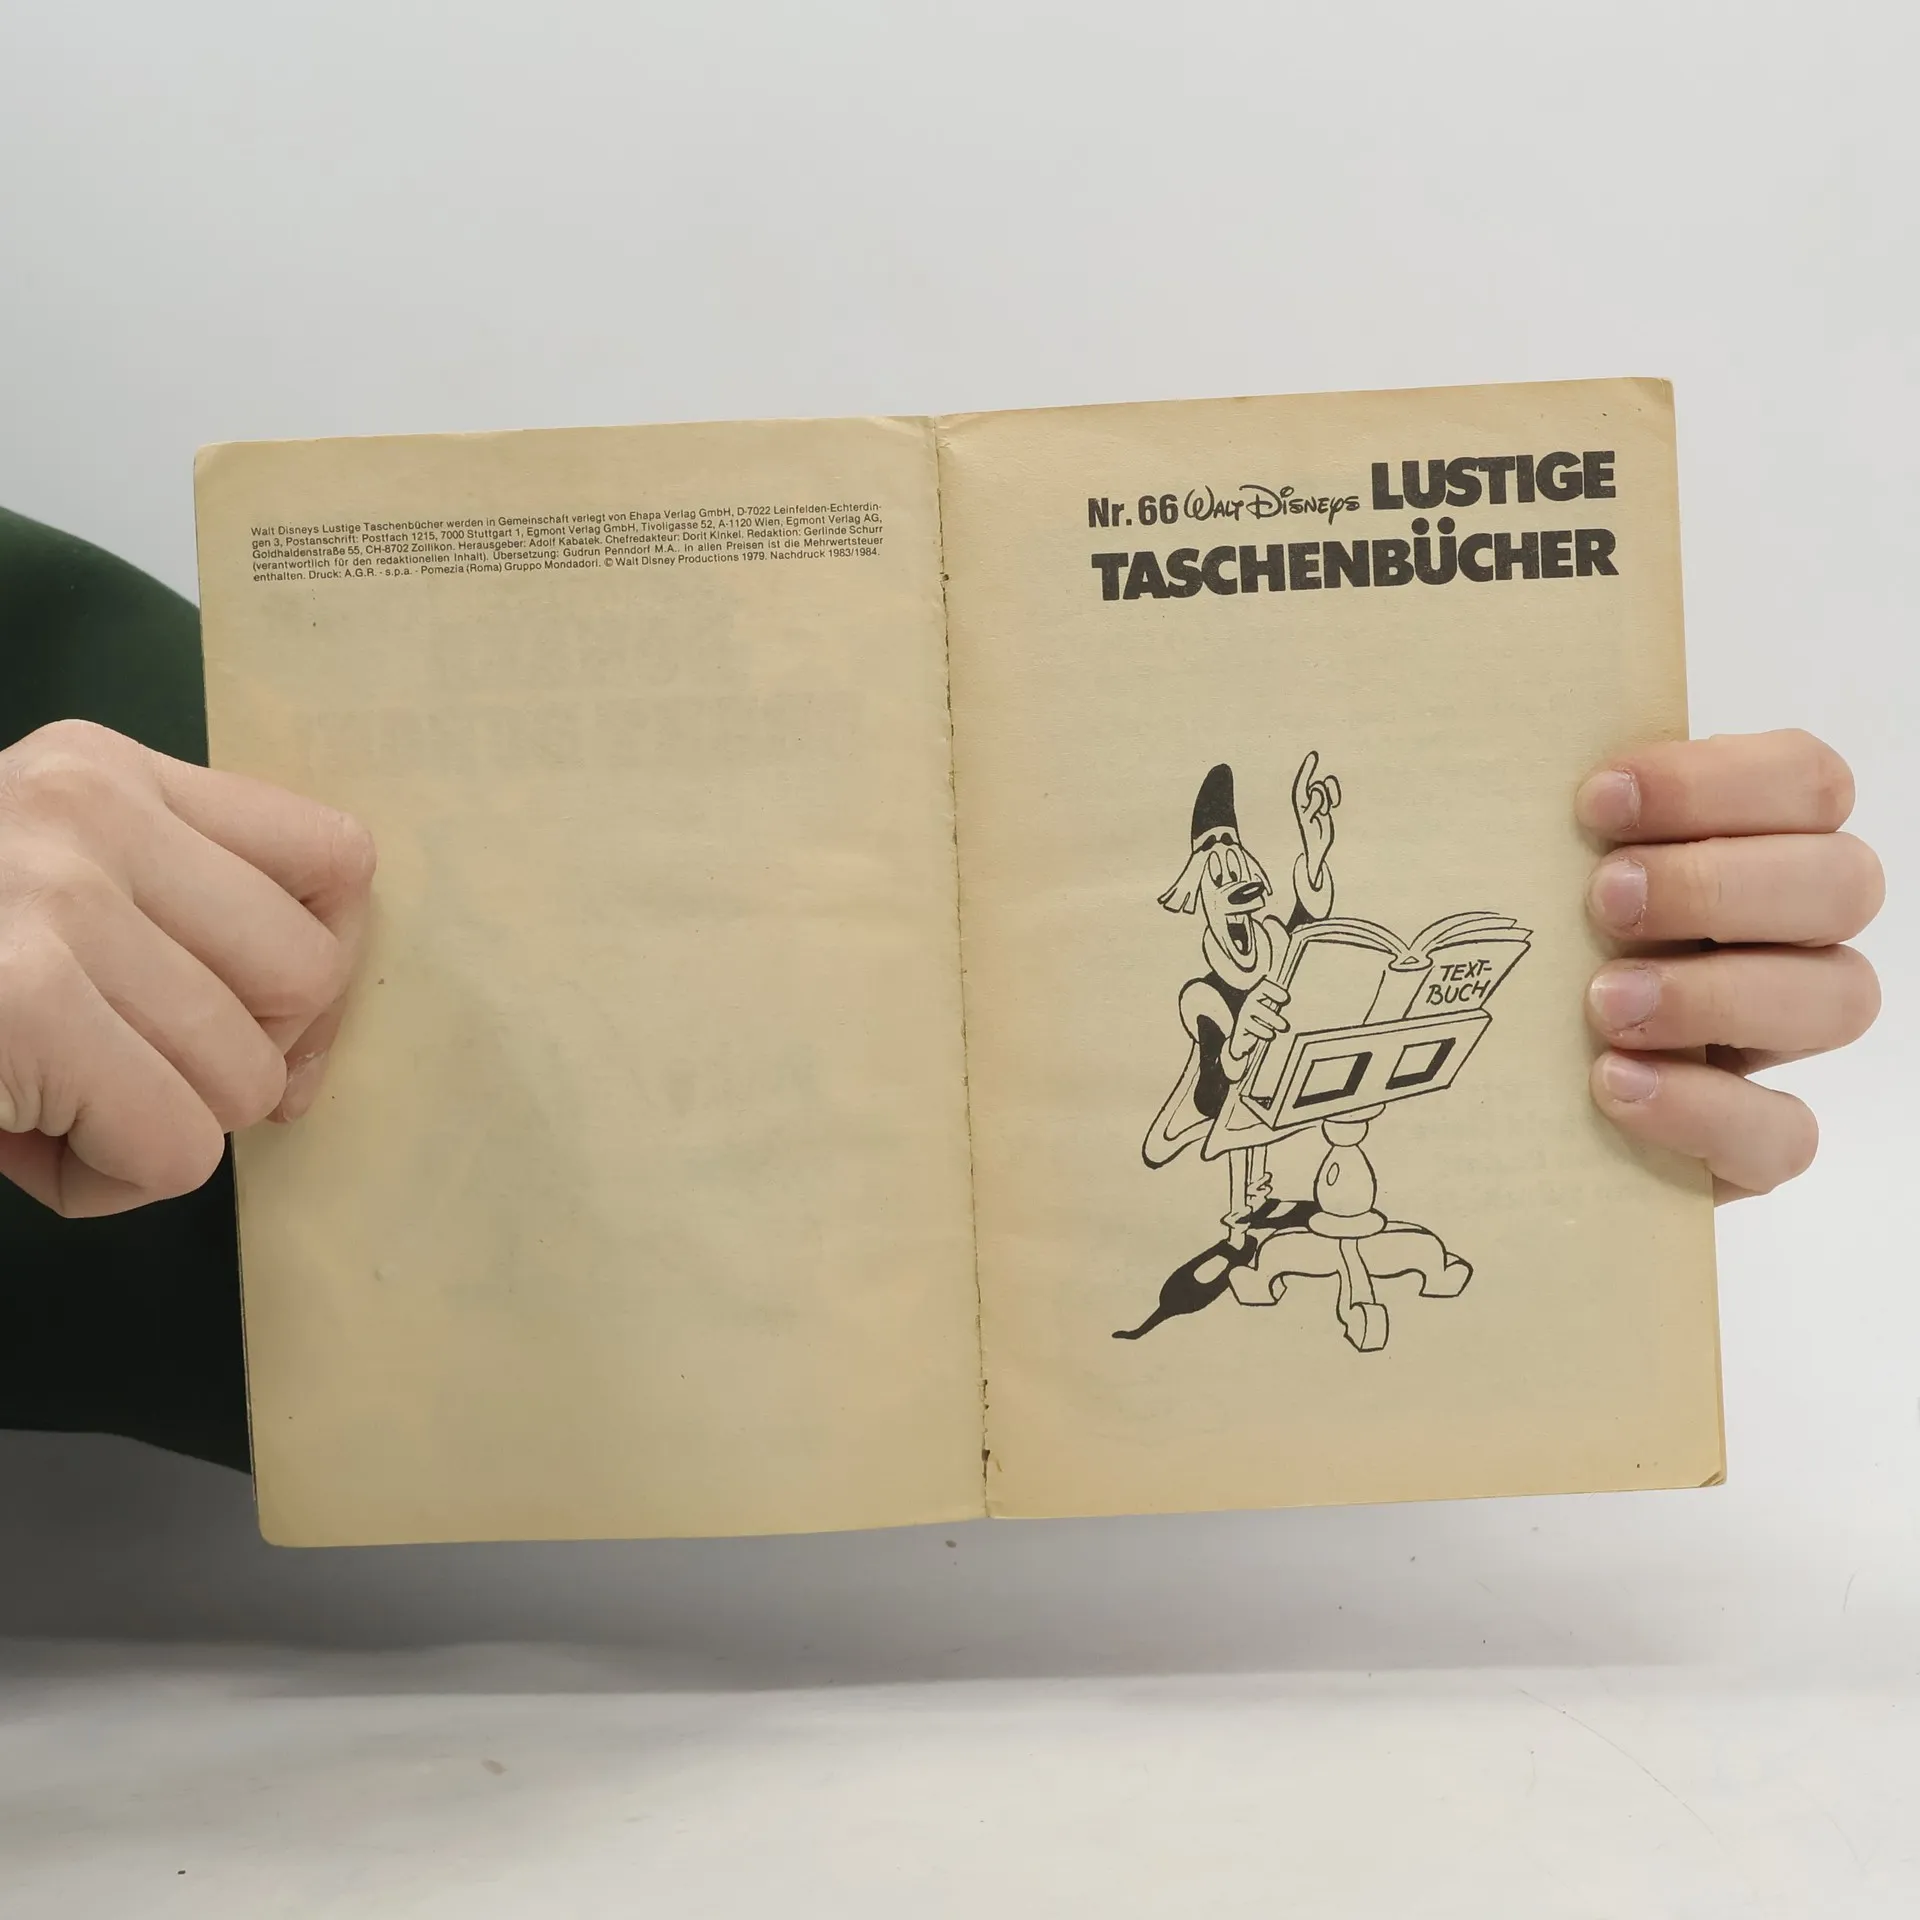 Walt Disneys Lustige Taschenbücher werden in Gemeinschaft verlegt von Ehapa Verlag GmbH, D-7022 Leinfelden-Echterdin-
gen 3, Postanschrift: Postfach 1215, 7000 Stuttgart 1, Egmont Verlag GmbH, Tivoligasse 52, A-1120 Wien, Egmont Verlag AG,
Goldhaldenstraße 55, CH-8702 Zollikon. Herausgeber: Adolf Kabatek. Chefredakteur: Dorit Kinkel. Redaktion: Gerlinde Schurr
(verantwortlich für den redaktionellen Inhalt). Übersetzung: Gudrun Penndorf M.A.. In allen Preisen ist die Mehrwertsteuer
enthalten. Druck: A.G.R. - s.p.a. - Pomezia (Roma) Gruppo Mondadori. © Walt Disney Productions 1979. Nachdruck 1983/1984.
Nr. 66 WALT DISNEYS LUSTIGE
TASCHENBÜCHER
TEXT-
BUCH